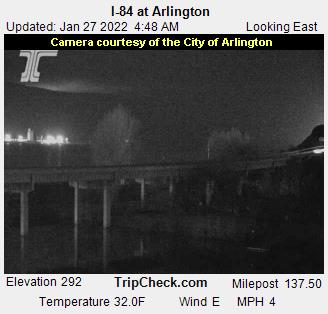 I-84 at Arlington
Updated: Jan 27 2022 4:48 AM Looking East
Camera courtesy of the City of Arlington
Elevation 292 TripCheck.com Milepost 137.50
Temperature 32.0F Wind E MPH 4